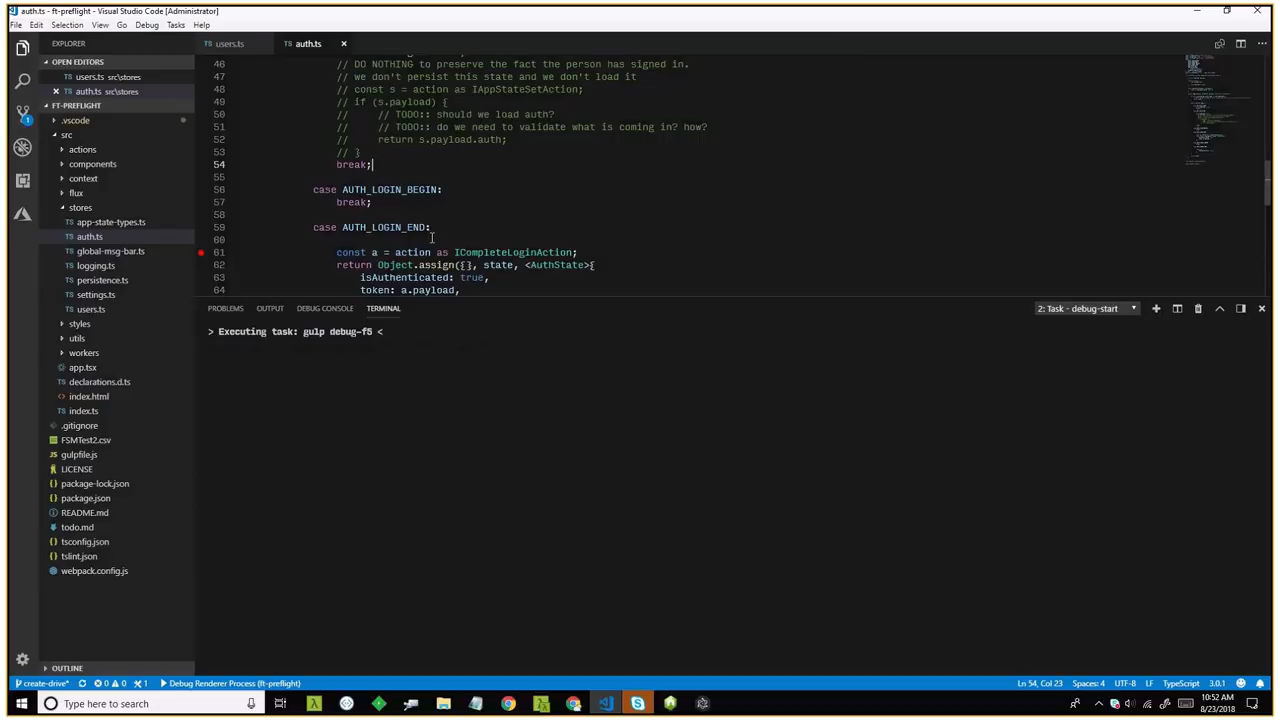 auth.ts - ft-preflight - Visual Studio Code [Administrator]
File Edit Selection View Go Debug Tasks Help
EXPLORER
OPEN EDITORS
users.ts src\stores
auth.ts src\stores
FT-PREFLIGHT
.vscode
src
actions
components
context
flux
stores
app-state-types.ts
auth.ts
global-msg-bar.ts
logging.ts
persistence.ts
settings.ts
users.ts
styles
utils
workers
app.tsx
declarations.d.ts
index.html
index.ts
.gitignore
FSMTest2.csv
gulpfile.js
LICENSE
package-lock.json
package.json
README.md
todo.md
tsconfig.json
tslint.json
webpack.config.js
OUTLINE
users.ts auth.ts
46 // DO NOTHING to preserve the fact the person has signed in.
47 // we don't persist this state and we don't load it
48 // const s = action as IAppStateSetAction;
49 // if (s.payload) {
50 // // TODO:: should we load auth?
51 // // TODO:: do we need to validate what is coming in? how?
52 // return s.payload.auth;
53 // }
54 break;
55
56 case AUTH_LOGIN_BEGIN:
57 break;
58
59 case AUTH_LOGIN_END:
60
61 const a = action as ICompleteLoginAction;
62 return Object.assign({}, state, <AuthState>{
63 isAuthenticated: true,
64 token: a.payload,
PROBLEMS OUTPUT DEBUG CONSOLE TERMINAL 2: Task - debug-start
> Executing task: gulp debug-f5 <
create-drive* 0 0 1 Debug Renderer Process (ft-preflight) Ln 54, Col 23 Spaces: 4 UTF-8 LF TypeScript 3.0.1
Type here to search
10:52 AM
8/23/2018